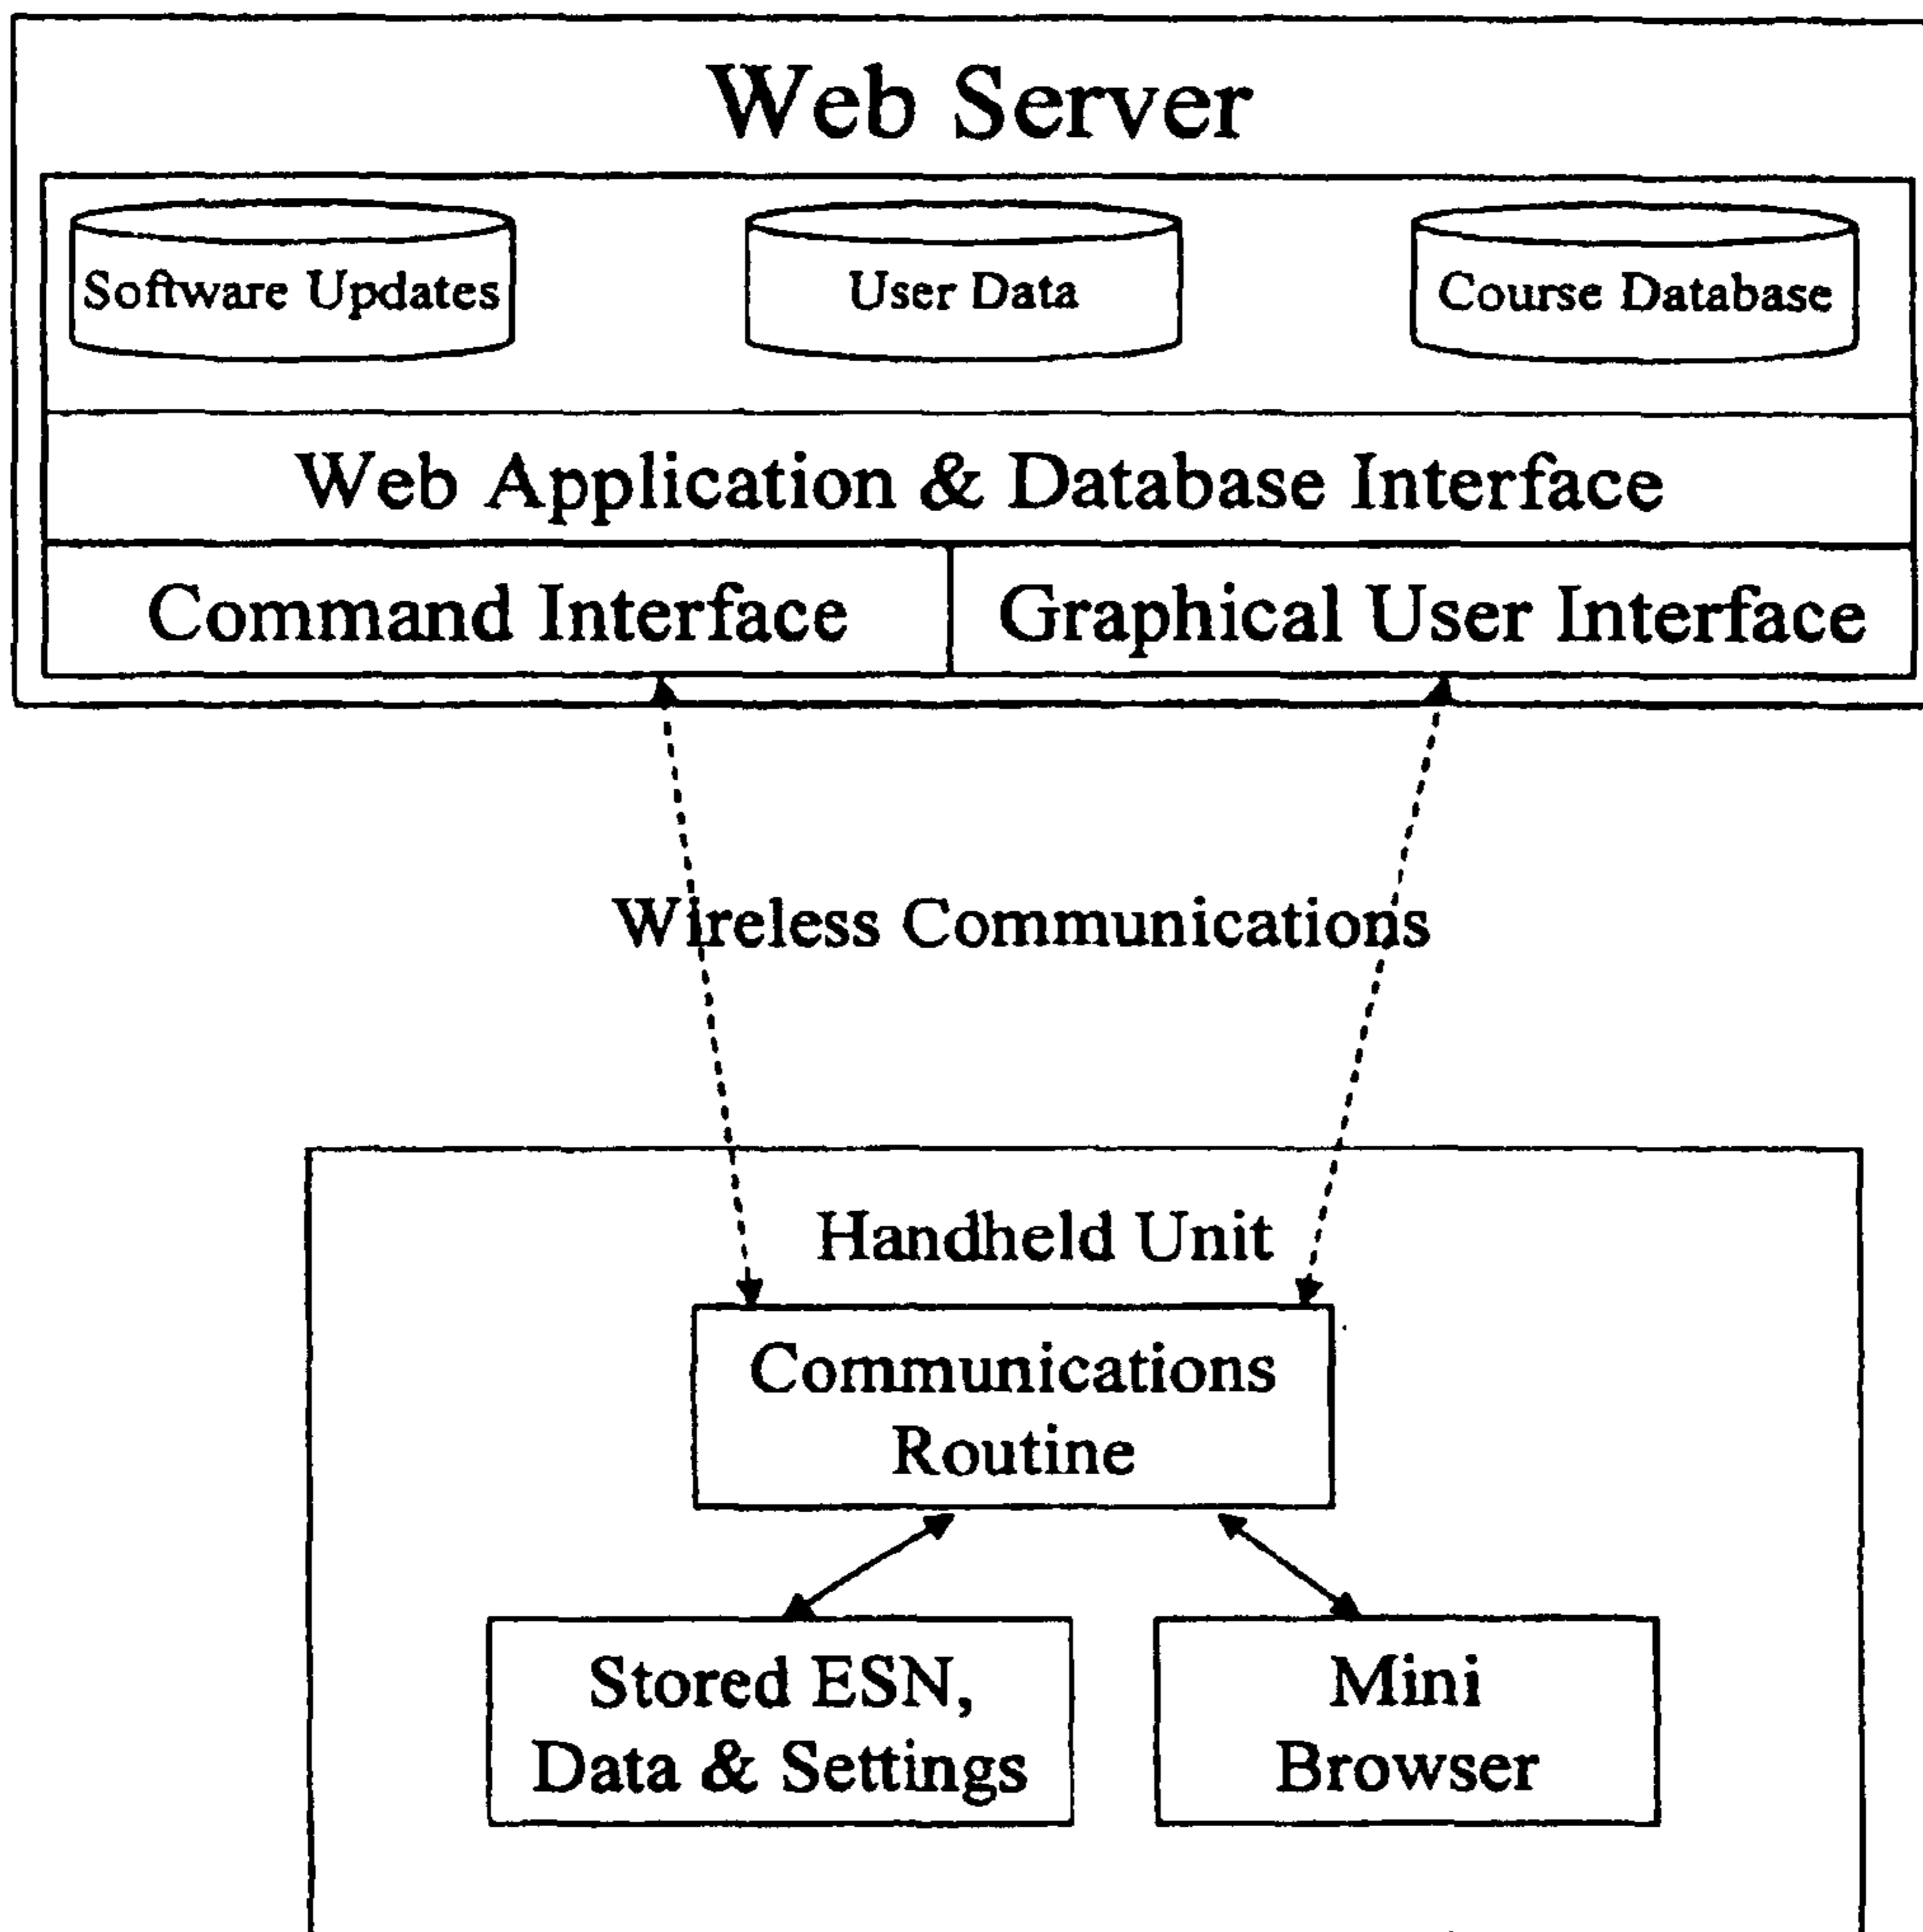 Web Server
Software Updates
User Data
Course Database
Web Application & Database Interface
Command Interface
Graphical User Interface
Wireless Communications
Handheld Unit
Communications
Routine
Stored ESN,
Data & Settings
Mini
Browser